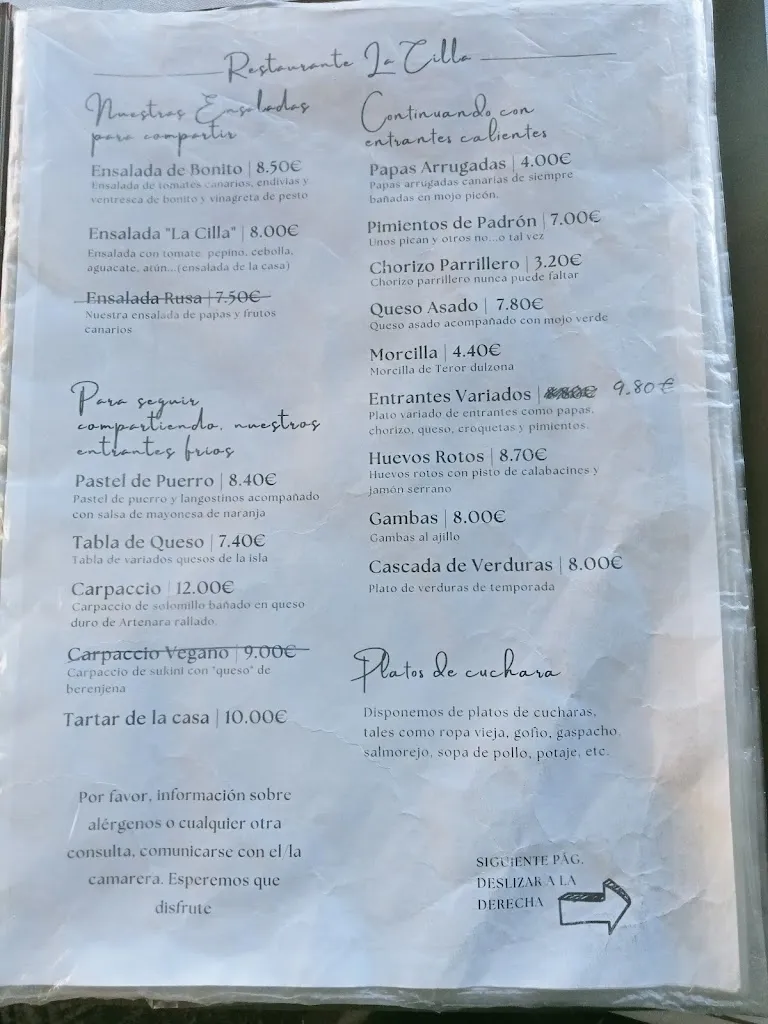 Restaurante La Cilla
Nuestras Ensaladas
para compartir
Ensalada de Bonito | 8.50€
Ensalada de tomates canarios, endivias y
ventresca de bonito y vinagreta de pesto
Ensalada "La Cilla" | 8.00€
Ensalada con tomate, pepino, cebolla,
aguacate, atún...(ensalada de la casa)
Ensalada Rusa | 7.50€
Nuestra ensalada de papas y frutos
canarios
Para seguir
compartiendo, nuestros
entrantes frios
Pastel de Puerro | 8.40€
Pastel de puerro y langostinos acompañado
con salsa de mayonesa de naranja
Tabla de Queso | 7.40€
Tabla de variados quesos de la isla
Carpaccio | 12.00€
Carpaccio de solomillo bañado en queso
duro de Artenara rallado.
Carpaccio Vegano | 9.00€
Carpaccio de sukini con "queso" de
berenjena
Tartar de la casa | 10.00€
Por favor, información sobre
alérgenos o cualquier otra
consulta, comunicarse con el/la
camarera. Esperemos que
disfrute
Continuando con
entrantes calientes
Papas Arrugadas | 4.00€
Papas arrugadas canarias de siempre
bañadas en mojo picón.
Pimientos de Padrón | 7.00€
Unos pican y otros no...o tal vez
Chorizo Parrillero | 3.20€
Chorizo parrillero nunca puede faltar
Queso Asado | 7.80€
Queso asado acompañado con mojo verde
Morcilla | 4.40€
Morcilla de Teror dulzona
Entrantes Variados | 9.80€
Plato variado de entrantes como papas,
chorizo, queso, croquetas y pimientos.
Huevos Rotos | 8.70€
Huevos rotos con pisto de calabacines y
jamón serrano
Gambas | 8.00€
Gambas al ajillo
Cascada de Verduras | 8.00€
Plato de verduras de temporada
Platos de cuchara
Disponemos de platos de cucharas,
tales como ropa vieja, gofio, gaspacho,
salmorejo, sopa de pollo, potaje, etc.
SIGUIENTE PÁG.
DESLIZAR A LA
DERECHA